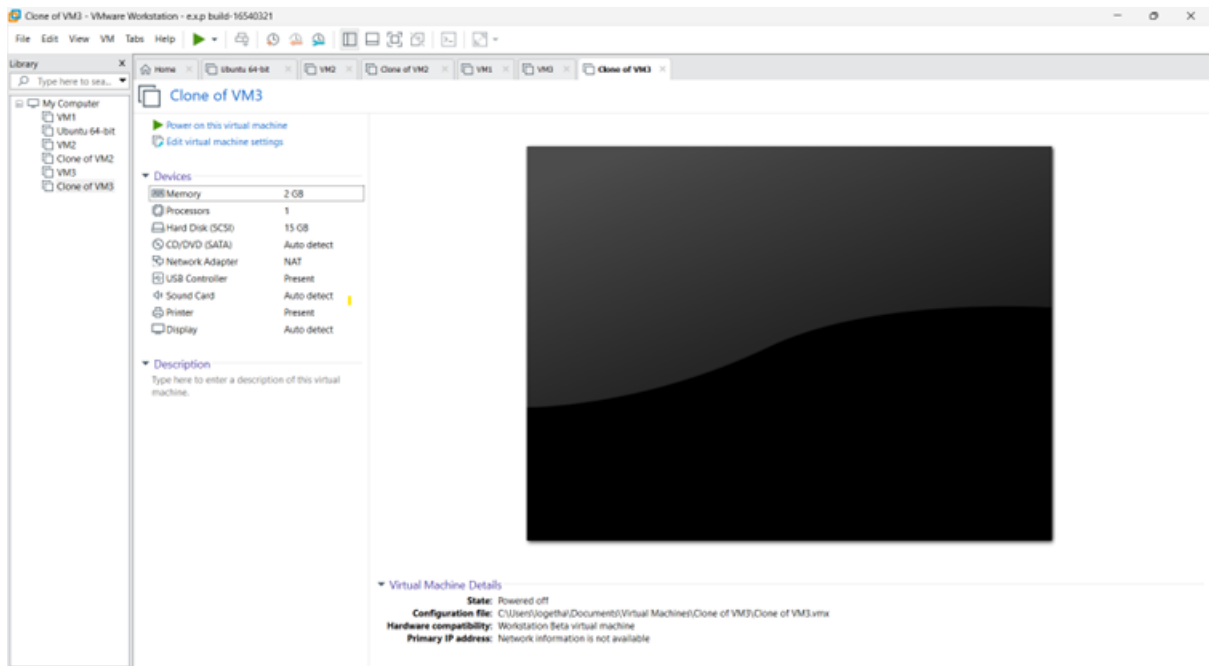 Clone of VM3 - VMware Workstation - e.x.p build-16540321
File Edit View VM Tabs Help
Library X
Type here to sea...
My Computer
VM1
Ubuntu 64-bit
VM2
Clone of VM2
VM3
Clone of VM3
Home Ubuntu 64-bit VM2 Clone of VM2 VM1 VM3 Clone of VM3
Clone of VM3
Power on this virtual machine
Edit virtual machine settings
Devices
Memory 2 GB
Processors 1
Hard Disk (SCSI) 15 GB
CD/DVD (SATA) Auto detect
Network Adapter NAT
USB Controller Present
Sound Card Auto detect
Printer Present
Display Auto detect
Description
Type here to enter a description of this virtual
machine.
Virtual Machine Details
State: Powered off
Configuration file: C:\Users\logetha\Documents\Virtual Machines\Clone of VM3\Clone of VM3.vmx
Hardware compatibility: Workstation Beta virtual machine
Primary IP address: Network information is not available